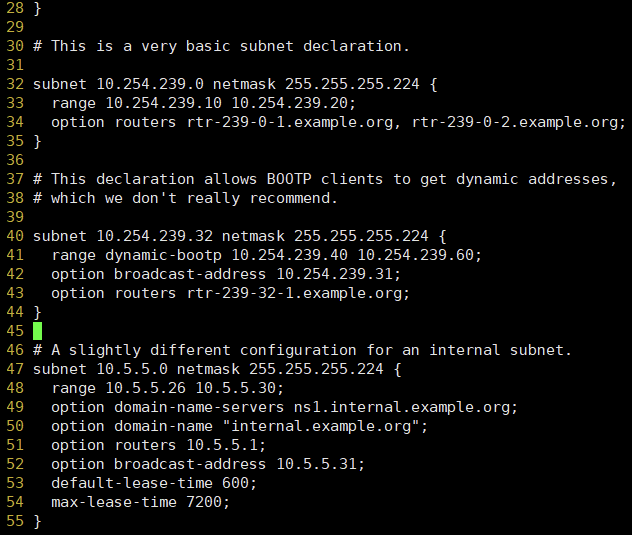 28 }
29
30 # This is a very basic subnet declaration.
31
32 subnet 10.254.239.0 netmask 255.255.255.224 {
33   range 10.254.239.10 10.254.239.20;
34   option routers rtr-239-0-1.example.org, rtr-239-0-2.example.org;
35 }
36
37 # This declaration allows BOOTP clients to get dynamic addresses,
38 # which we don't really recommend.
39
40 subnet 10.254.239.32 netmask 255.255.255.224 {
41   range dynamic-bootp 10.254.239.40 10.254.239.60;
42   option broadcast-address 10.254.239.31;
43   option routers rtr-239-32-1.example.org;
44 }
45
46 # A slightly different configuration for an internal subnet.
47 subnet 10.5.5.0 netmask 255.255.255.224 {
48   range 10.5.5.26 10.5.5.30;
49   option domain-name-servers ns1.internal.example.org;
50   option domain-name "internal.example.org";
51   option routers 10.5.5.1;
52   option broadcast-address 10.5.5.31;
53   default-lease-time 600;
54   max-lease-time 7200;
55 }